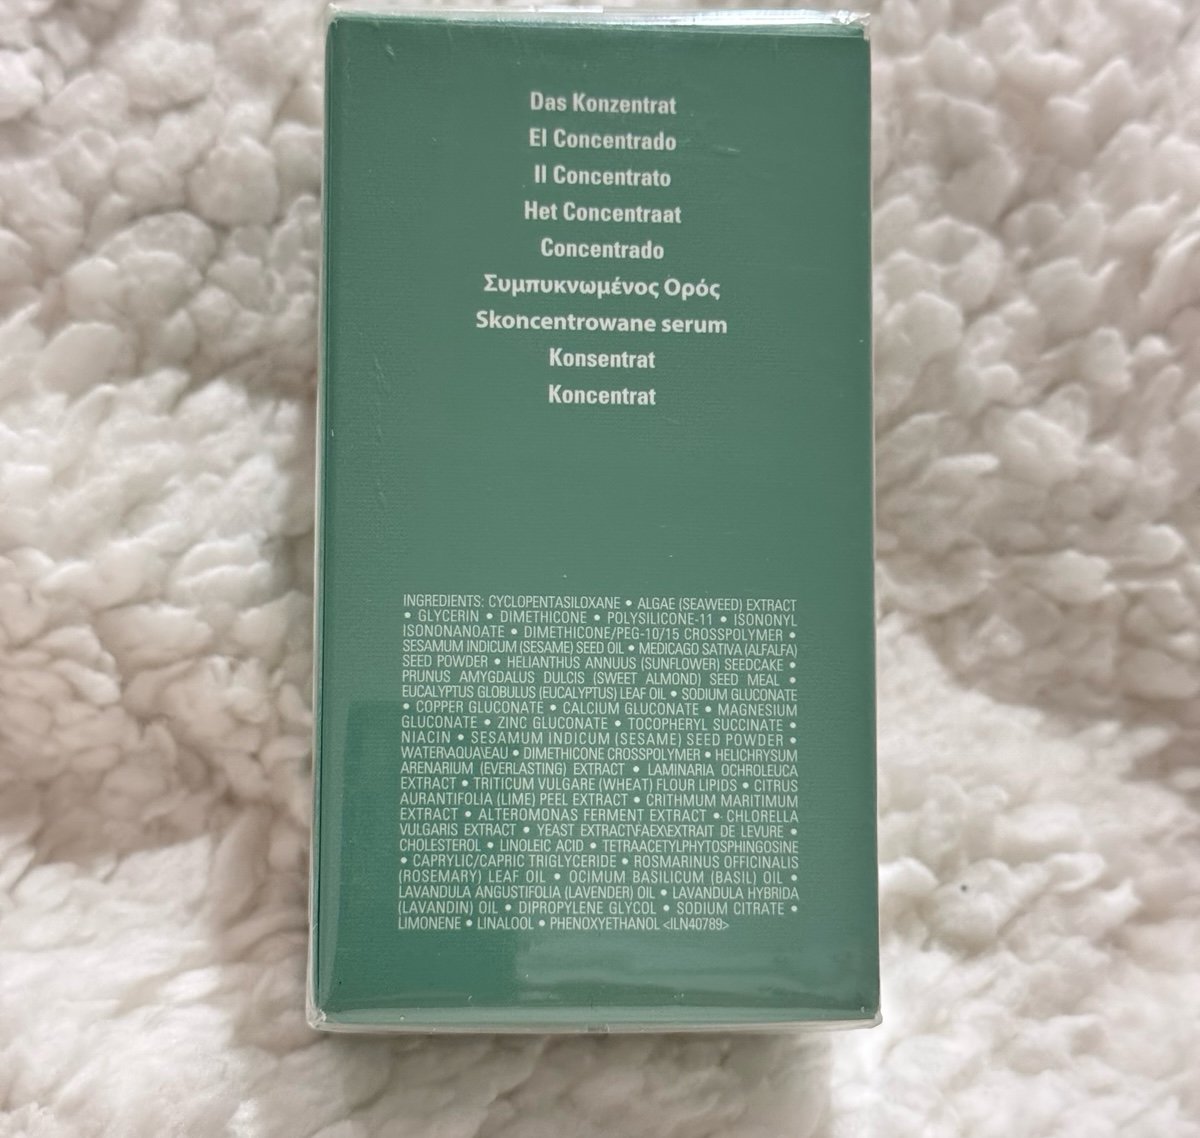 Das Konzentrat
El Concentrado
Il Concentrato
Het Concentraat
Concentrado
Συμπυκνωμένος Ορός
Skoncentrowane serum
Konsentrat
Koncentrat
INGREDIENTS: CYCLOPENTASILOXANE • ALGAE (SEAWEED) EXTRACT
• GLYCERIN • DIMETHICONE • POLYSILICONE-11 • ISONONYL
ISONONANOATE • DIMETHICONE/PEG-10/15 CROSSPOLYMER •
SESAMUM INDICUM (SESAME) SEED OIL • MEDICAGO SATIVA (ALFALFA)
SEED POWDER • HELIANTHUS ANNUUS (SUNFLOWER) SEEDCAKE •
PRUNUS AMYGDALUS DULCIS (SWEET ALMOND) SEED MEAL •
EUCALYPTUS GLOBULUS (EUCALYPTUS) LEAF OIL • SODIUM GLUCONATE
• COPPER GLUCONATE • CALCIUM GLUCONATE • MAGNESIUM
GLUCONATE • ZINC GLUCONATE • TOCOPHERYL SUCCINATE •
NIACIN • SESAMUM INDICUM (SESAME) SEED POWDER •
WATER\AQUA\EAU • DIMETHICONE CROSSPOLYMER • HELICHRYSUM
ARENARIUM (EVERLASTING) EXTRACT • LAMINARIA OCHROLEUCA
EXTRACT • TRITICUM VULGARE (WHEAT) FLOUR LIPIDS • CITRUS
AURANTIFOLIA (LIME) PEEL EXTRACT • CRITHMUM MARITIMUM
EXTRACT • ALTEROMONAS FERMENT EXTRACT • CHLORELLA
VULGARIS EXTRACT • YEAST EXTRACT\FAEX\EXTRAIT DE LEVURE •
CHOLESTEROL • LINOLEIC ACID • TETRAACETYLPHYTOSPHINGOSINE
• CAPRYLIC/CAPRIC TRIGLYCERIDE • ROSMARINUS OFFICINALIS
(ROSEMARY) LEAF OIL • OCIMUM BASILICUM (BASIL) OIL •
LAVANDULA ANGUSTIFOLIA (LAVENDER) OIL • LAVANDULA HYBRIDA
(LAVANDIN) OIL • DIPROPYLENE GLYCOL • SODIUM CITRATE •
LIMONENE • LINALOOL • PHENOXYETHANOL <ILN40789>